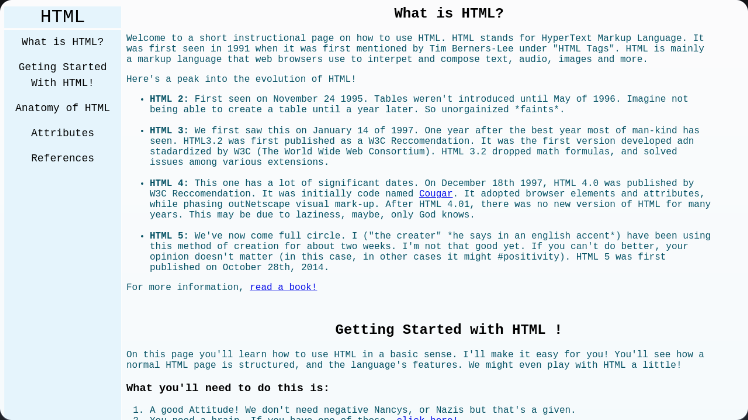 HTML
What is HTML?
Getting Started
With HTML!
Anatomy of HTML
Attributes
References
What is HTML?
Welcome to a short instructional page on how to use HTML. HTML stands for HyperText Markup Language. It
was first seen in 1991 when it was first mentioned by Tim Berners-Lee under "HTML Tags". HTML is mainly
a markup language that web browsers use to interpet and compose text, audio, images and more.
Here's a peak into the evolution of HTML!
• HTML 2: First seen on November 24 1995. Tables weren't introduced until May of 1996. Imagine not
being able to create a table until a year later. So unorgainized *faints*.
• HTML 3: We first saw this on January 14 of 1997. One year after the best year most of man-kind has
seen. HTML3.2 was first published as a W3C Reccomendation. It was the first version developed adn
stadardized by W3C (The World Wide Web Consortium). HTML 3.2 dropped math formulas, and solved
issues among various extensions.
• HTML 4: This one has a lot of significant dates. On December 18th 1997, HTML 4.0 was published by
W3C Reccomendation. It was initially code named Cougar. It adopted browser elements and attributes,
while phasing outNetscape visual mark-up. After HTML 4.01, there was no new version of HTML for many
years. This may be due to laziness, maybe, only God knows.
• HTML 5: We've now come full circle. I ("the creator" *he says in an english accent*) have been using
this method of creation for about two weeks. I'm not that good yet. If you can't do better, your
opinion doesn't matter (in this case, in other cases it might #positivity). HTML 5 was first
published on October 28th, 2014.
For more information, read a book!
Getting Started with HTML !
On this page you'll learn how to use HTML in a basic sense. I'll make it easy for you! You'll see how a
normal HTML page is structured, and the language's features. We might even play with HTML a little!
What you'll need to do this is:
1. A good Attitude! We don't need negative Nancys, or Nazis but that's a given.
2. You need a brain. If you have one of these, click here!